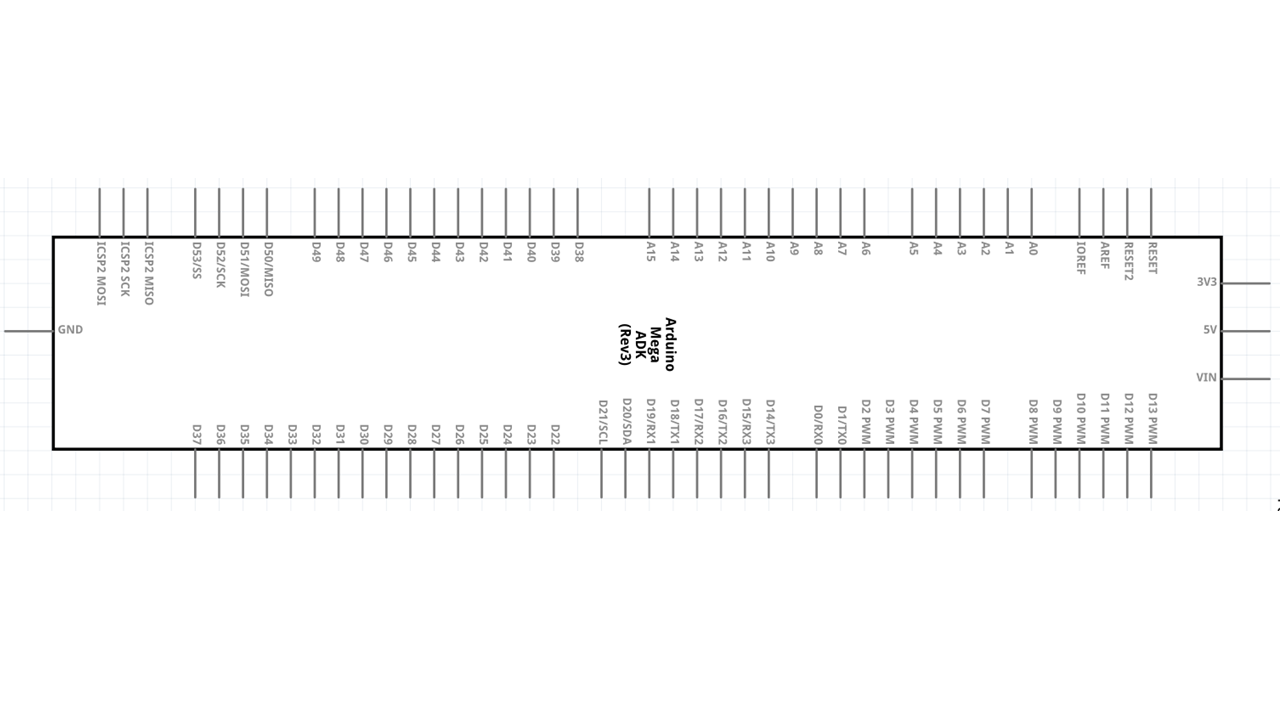 ICSP2 MOSI
ICSP2 SCK
ICSP2 MISO
D53/SS
D52/SCK
D51/MOSI
D50/MISO
D49
D48
D47
D46
D45
D44
D43
D42
D41
D40
D39
D38
A15
A14
A13
A12
A11
A10
A9
A8
A7
A6
A5
A4
A3
A2
A1
A0
IOREF
AREF
RESET2
RESET
3V3
5V
VIN
GND
Arduino
Mega
ADK
(Rev3)
D37
D36
D35
D34
D33
D32
D31
D30
D29
D28
D27
D26
D25
D24
D23
D22
D21/SCL
D20/SDA
D19/RX1
D18/TX1
D17/RX2
D16/TX2
D15/RX3
D14/TX3
D0/RX0
D1/TX0
D2 PWM
D3 PWM
D4 PWM
D5 PWM
D6 PWM
D7 PWM
D8 PWM
D9 PWM
D10 PWM
D11 PWM
D12 PWM
D13 PWM